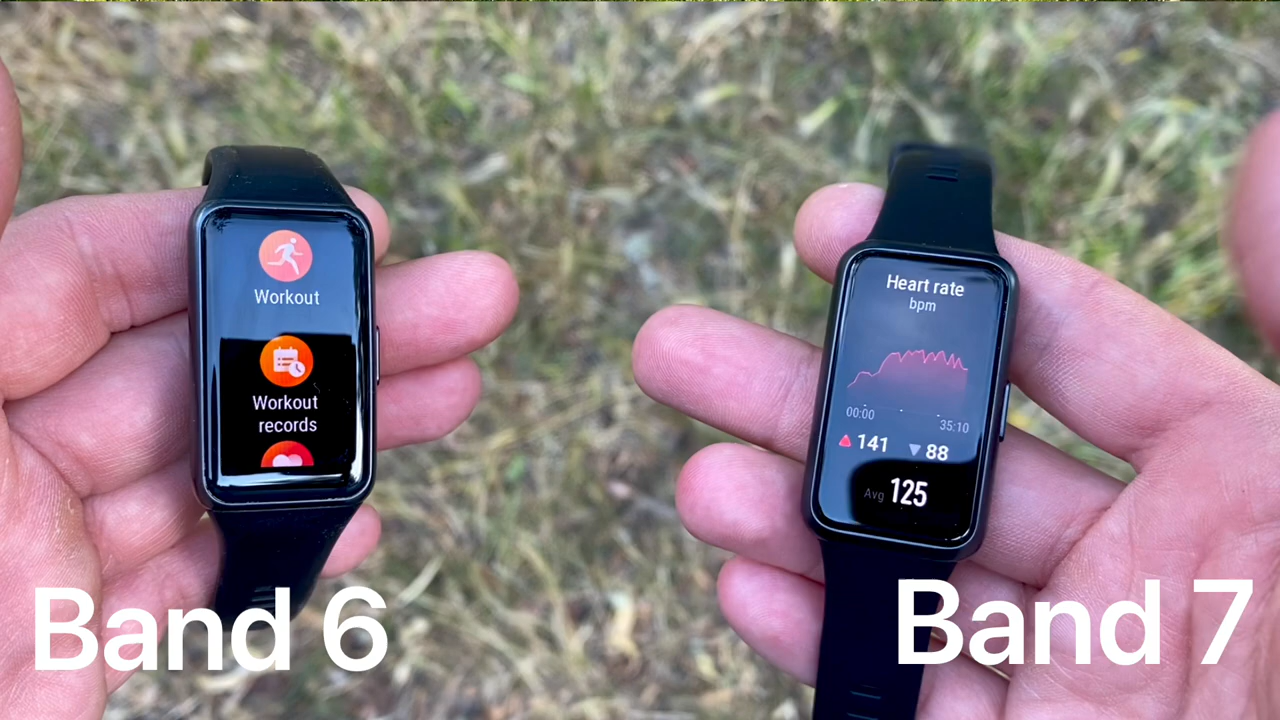 Workout
Workout
records
Heart rate
bpm
00:00
35:10
141 88
Avg 125
Band 6
Band 7